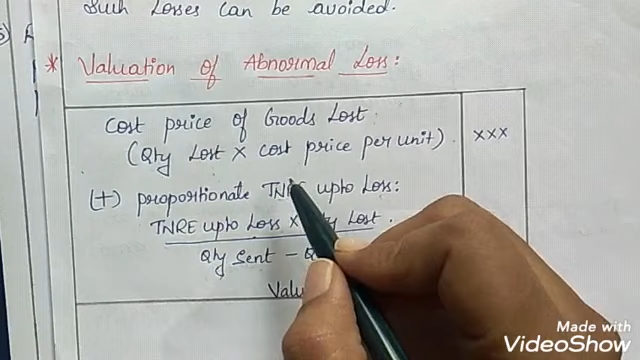 Such Losses can be avoided.
* Valuation of Abnormal Loss:
Cost price of Goods Lost:
(Qty Lost x Cost price per unit). xxx
(+) proportionate TNRE upto Loss:
TNRE upto Loss x Qty Lost.
Qty Sent -
Made with
VideoShow